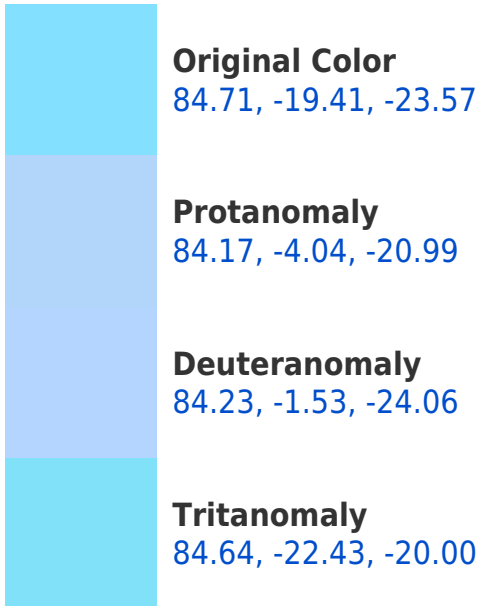 Original Color
84.71, -19.41, -23.57
Protanomaly
84.17, -4.04, -20.99
Deuteranomaly
84.23, -1.53, -24.06
Tritanomaly
84.64, -22.43, -20.00